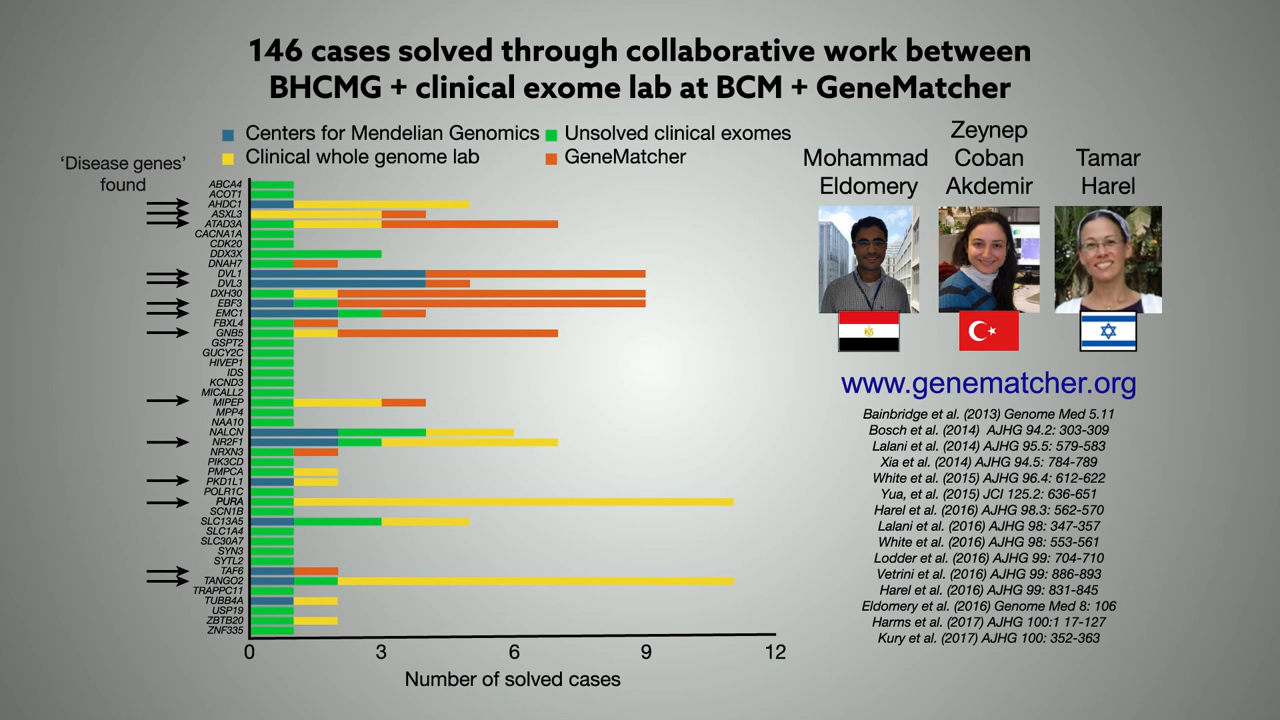 146 cases solved through collaborative work between
BHCMG + clinical exome lab at BCM + GeneMatcher
Centers for Mendelian Genomics
Unsolved clinical exomes
Clinical whole genome lab
GeneMatcher
'Disease genes'
found
ABCA4
ACOT1
AHDC1
ASXL3
ATAD3A
CACNA1A
CDK20
DDX3X
DNAH7
DVL1
DVL3
DXH30
EBF3
EMC1
FBXL4
GNB5
GSPT2
GUCY2C
HIVEP1
IDS
KCND3
MICALL2
MIPEP
MPP4
NAA10
NALCN
NR2F1
NRXN3
PIK3CD
PMPCA
PKD1L1
POLR1C
PURA
SCN1B
SLC13A5
SLC1A4
SLC30A7
SYN3
SYTL2
TAF6
TANGO2
TRAPPC11
TUBB4A
USP19
ZBTB20
ZNF335
0 3 6 9 12
Number of solved cases
Mohammad
Eldomery
Zeynep
Coban
Akdemir
Tamar
Harel
www.genematcher.org
Bainbridge et al. (2013) Genome Med 5.11
Bosch et al. (2014) AJHG 94.2: 303-309
Lalani et al. (2014) AJHG 95.5: 579-583
Xia et al. (2014) AJHG 94.5: 784-789
White et al. (2015) AJHG 96.4: 612-622
Yua, et al. (2015) JCI 125.2: 636-651
Harel et al. (2016) AJHG 98.3: 562-570
Lalani et al. (2016) AJHG 98: 347-357
White et al. (2016) AJHG 98: 553-561
Lodder et al. (2016) AJHG 99: 704-710
Vetrini et al. (2016) AJHG 99: 886-893
Harel et al. (2016) AJHG 99: 831-845
Eldomery et al. (2016) Genome Med 8: 106
Harms et al. (2017) AJHG 100:1 17-127
Kury et al. (2017) AJHG 100: 352-363